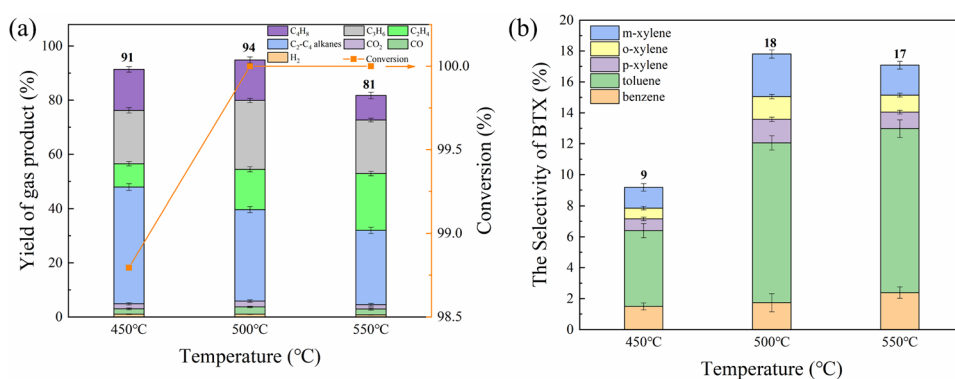 (a)
C₄H₈
C₃H₆
C₂H₄
C₂-C₄ alkanes
CO₂
CO
H₂
Conversion
Yield of gas product (%)
100
80
60
40
20
0
91
94
81
450℃
500℃
550℃
Temperature (℃)
100.0
99.5
99.0
98.5
Conversion (%)
(b)
m-xylene
o-xylene
p-xylene
toluene
benzene
The Selectivity of BTX (%)
20
18
16
14
12
10
8
6
4
2
0
9
18
17
450℃
500℃
550℃
Temperature (℃)